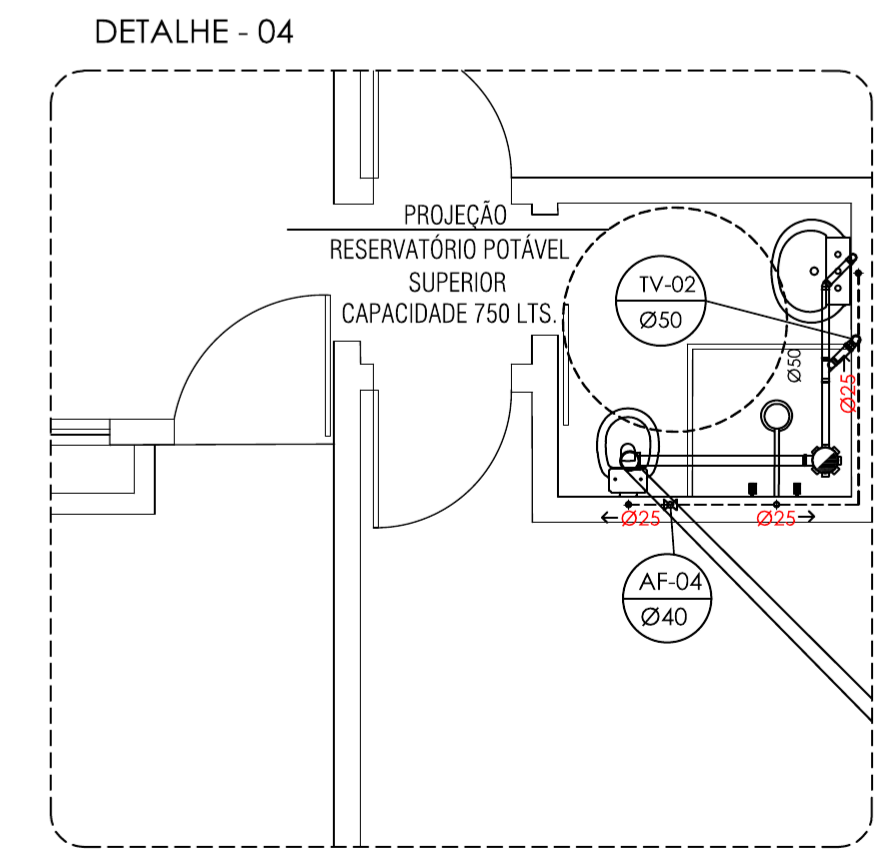 DETALHE - 04
PROJEÇÃO
RESERVATÓRIO POTÁVEL
SUPERIOR
CAPACIDADE 750 LTS.
TV-02
Ø50
Ø50
Ø25
Ø25
Ø25
AF-04
Ø40